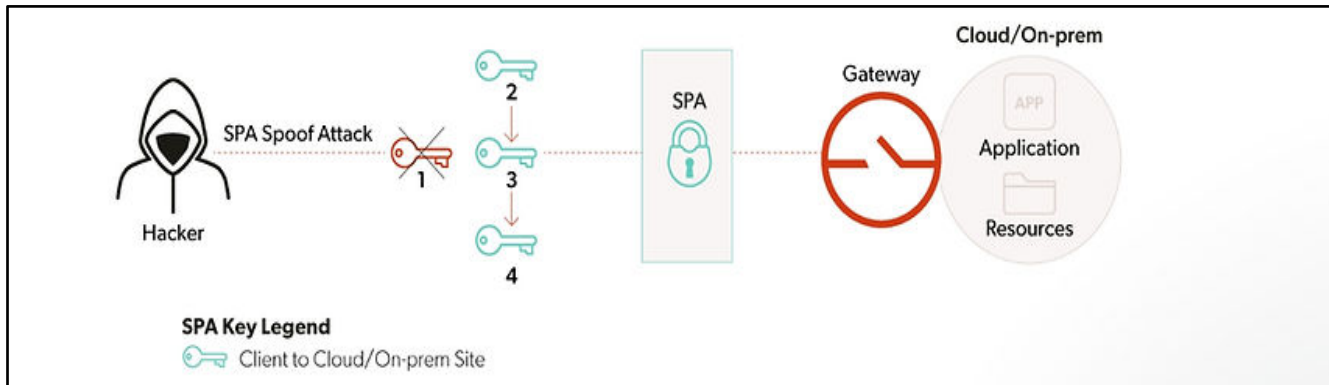 Cloud/On-prem
Gateway
SPA
APP
2
SPA Spoof Attack
1
3
Application
Hacker
Resources
4
SPA Key Legend
Client to Cloud/On-prem Site